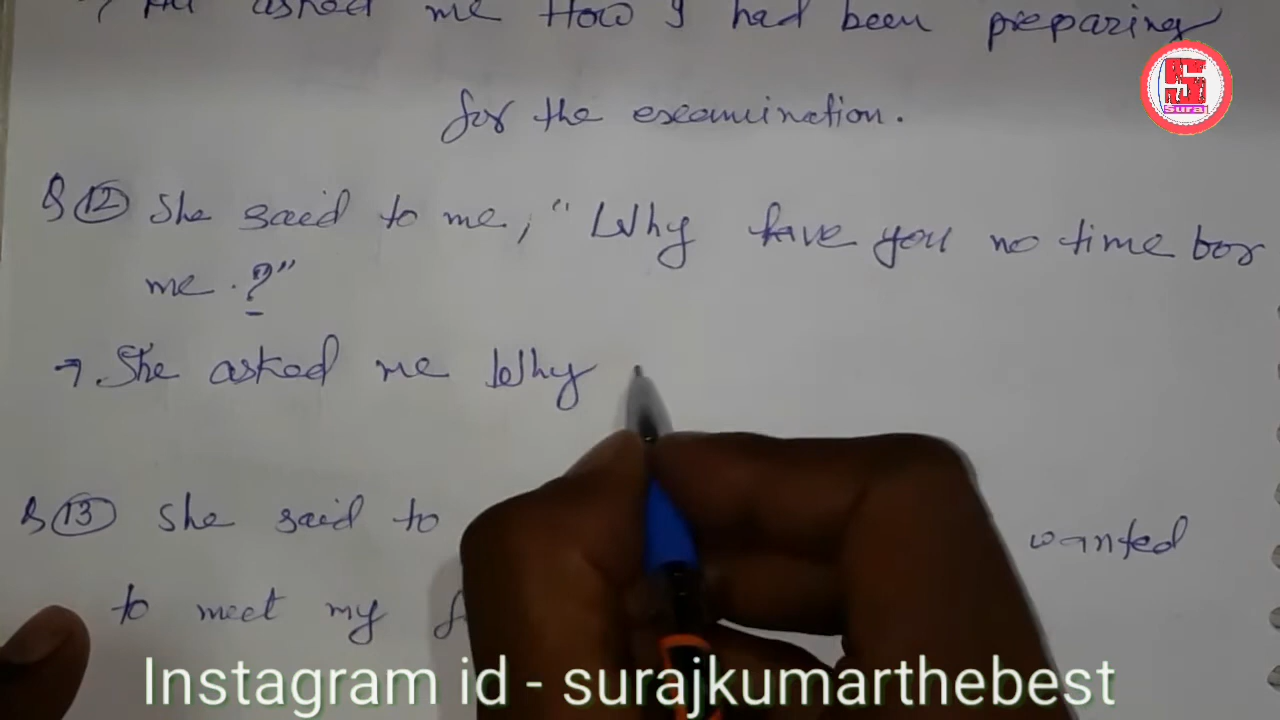 asked me How I had been preparing
for the examination.
Suraj
Q 12 She said to me, "Why have you no time for
me .?"
→ She asked me Why
Q 13 She said to wanted
to meet my
Instagram id - surajkumarthebest